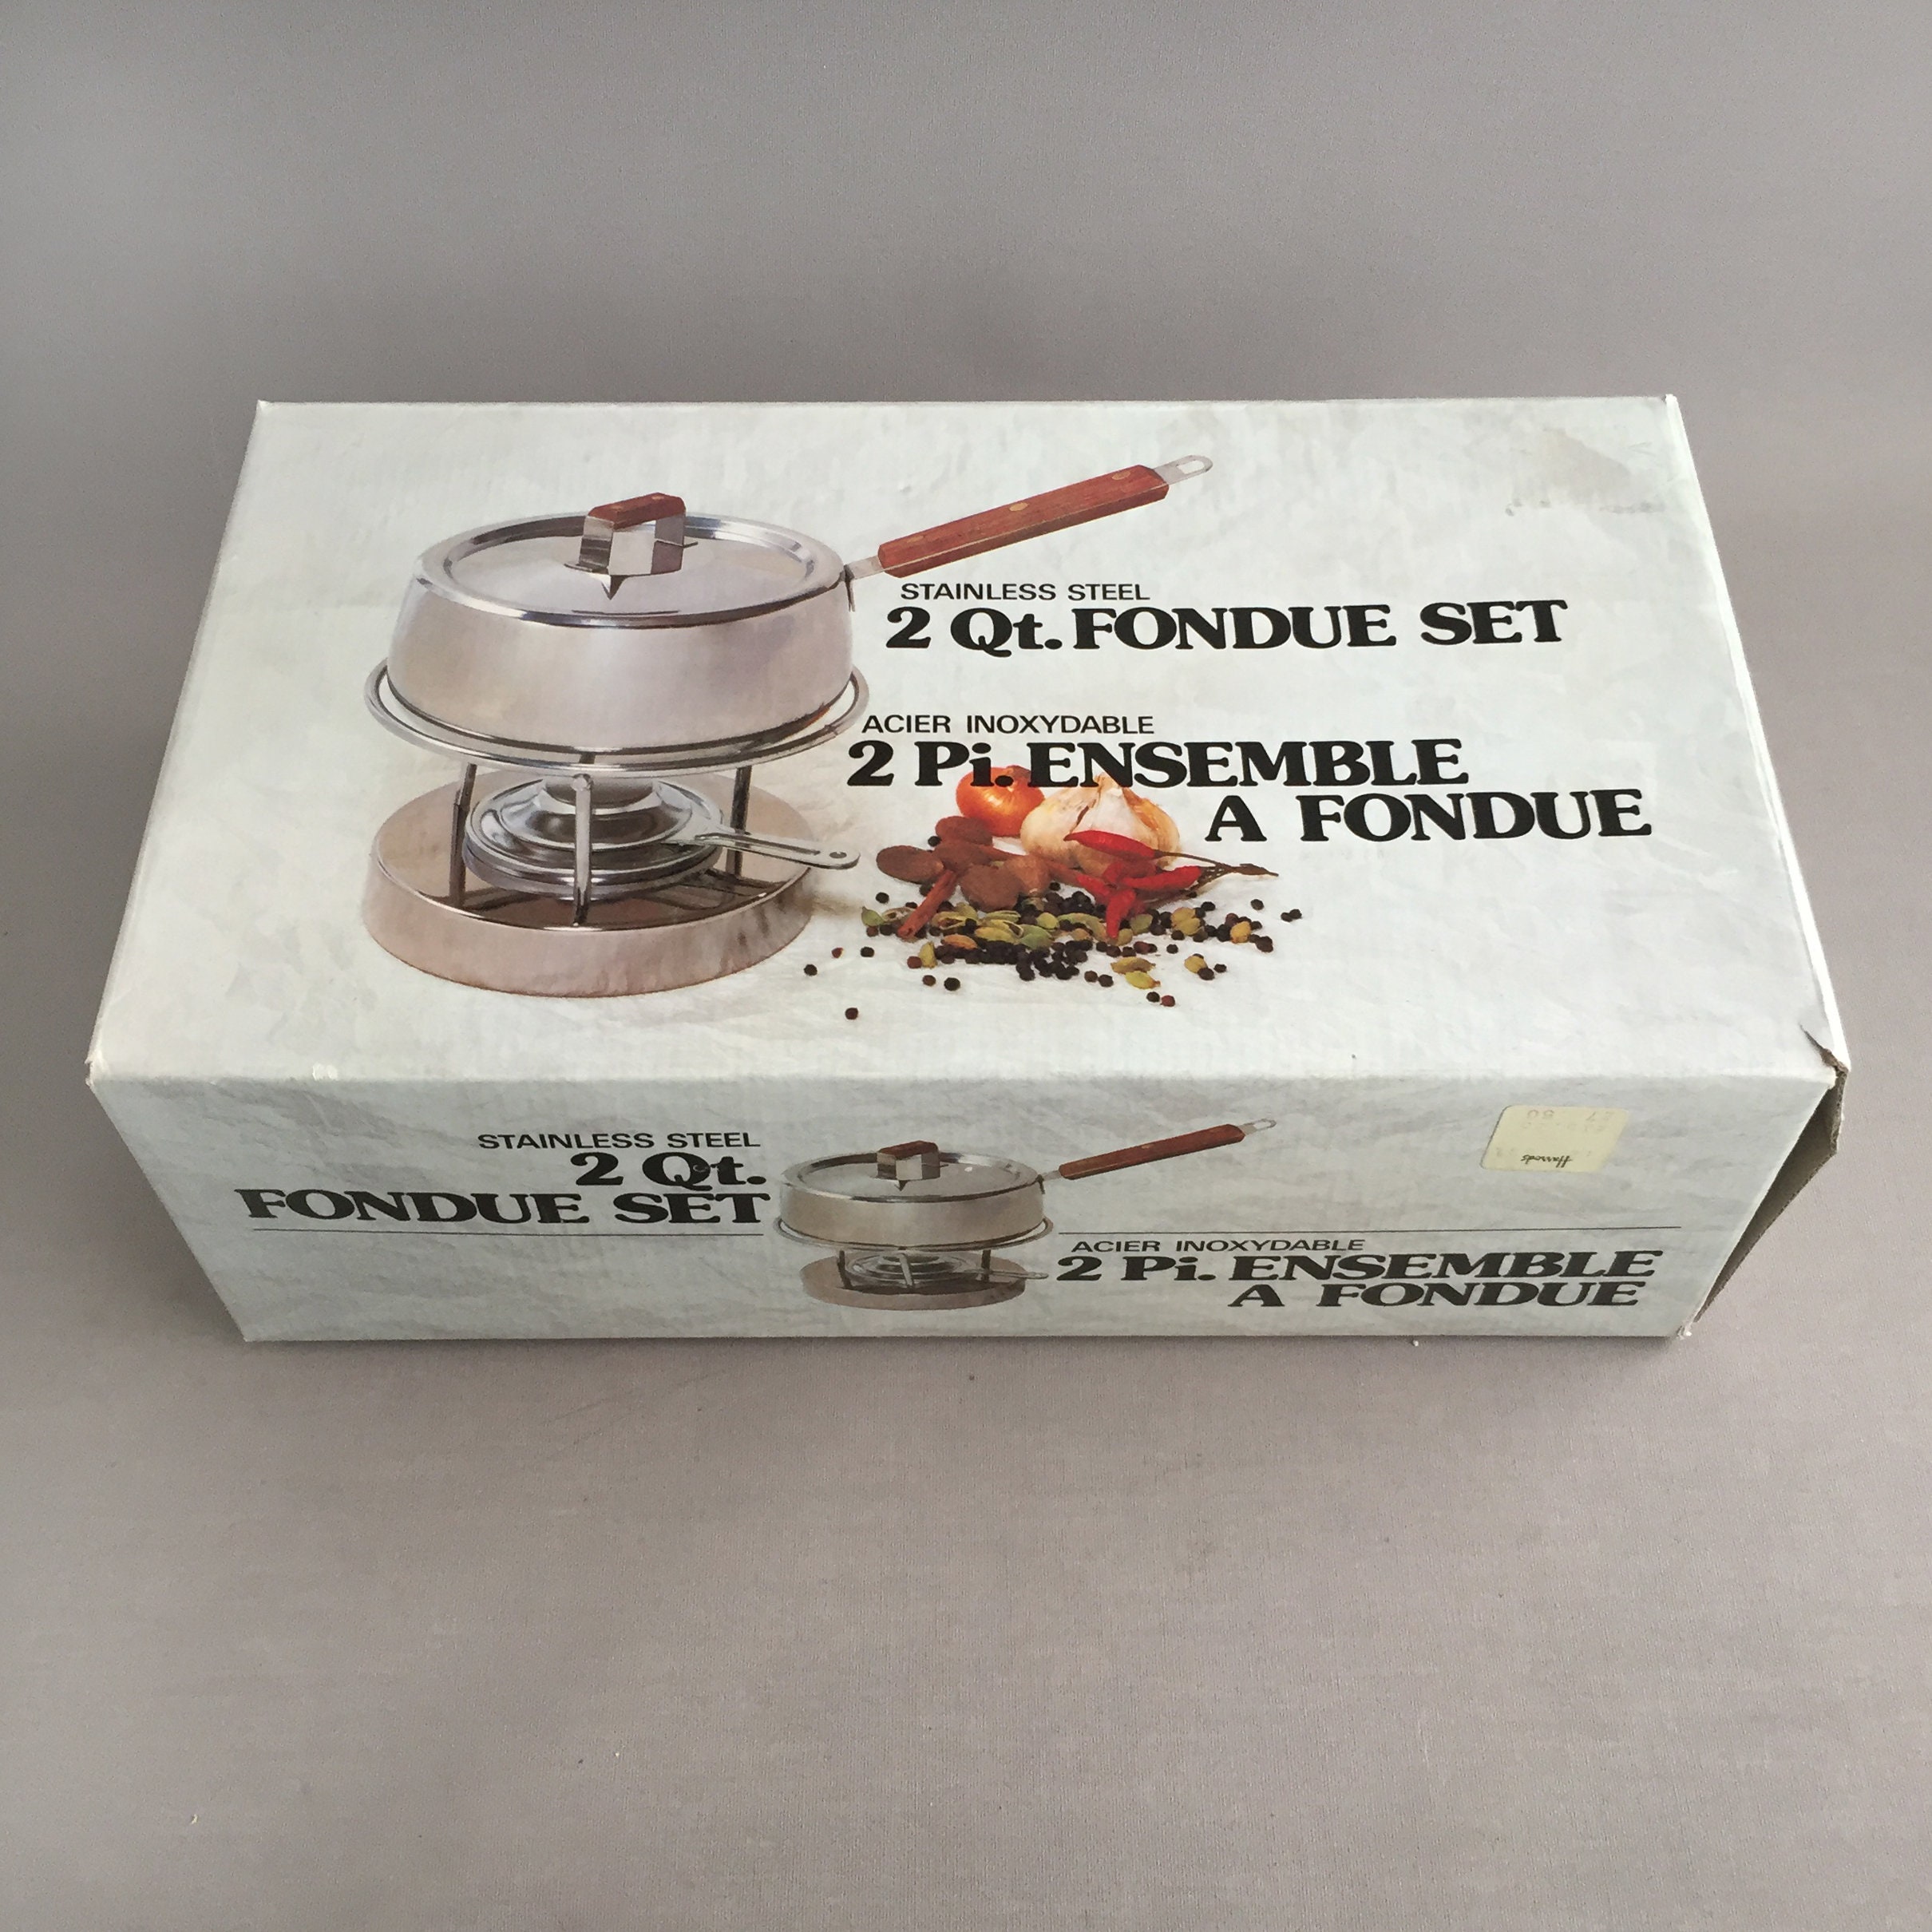 STAINLESS STEEL
2 Qt. FONDUE SET
ACIER INOXYDABLE
2 Pi. ENSEMBLE
A FONDUE
STAINLESS STEEL
2 Qt.
FONDUE SET
ACIER INOXYDABLE
2 Pi. ENSEMBLE
A FONDUE
Harrods